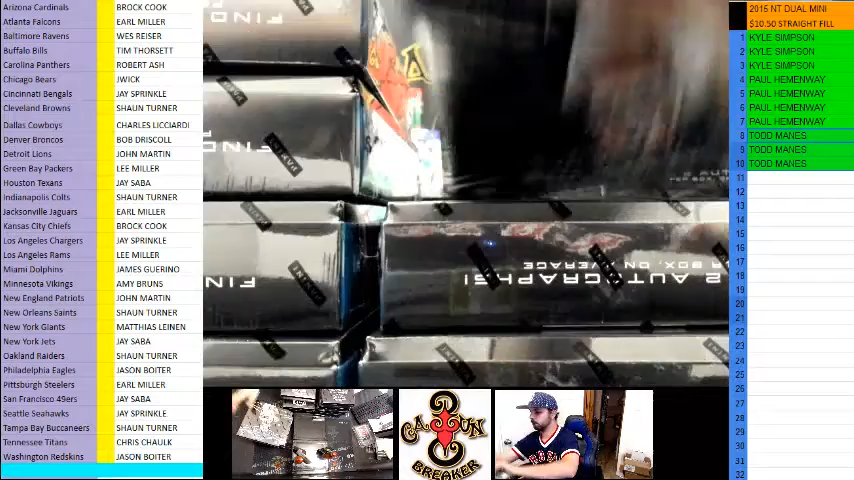 Arizona Cardinals BROCK COOK
Atlanta Falcons EARL MILLER
Baltimore Ravens WES REISER
Buffalo Bills TIM THORSETT
Carolina Panthers ROBERT ASH
Chicago Bears JWICK
Cincinnati Bengals JAY SPRINKLE
Cleveland Browns SHAUN TURNER
Dallas Cowboys CHARLES LICCIARDI
Denver Broncos BOB DRISCOLL
Detroit Lions JOHN MARTIN
Green Bay Packers LEE MILLER
Houston Texans JAY SABA
Indianapolis Colts SHAUN TURNER
Jacksonville Jaguars EARL MILLER
Kansas City Chiefs BROCK COOK
Los Angeles Chargers JAY SPRINKLE
Los Angeles Rams LEE MILLER
Miami Dolphins JAMES GUERINO
Minnesota Vikings AMY BRUNS
New England Patriots JOHN MARTIN
New Orleans Saints SHAUN TURNER
New York Giants MATTHIAS LEINEN
New York Jets JAY SABA
Oakland Raiders SHAUN TURNER
Philadelphia Eagles JASON BOITER
Pittsburgh Steelers EARL MILLER
San Francisco 49ers JAY SABA
Seattle Seahawks JAY SPRINKLE
Tampa Bay Buccaneers SHAUN TURNER
Tennessee Titans CHRIS CHAULK
Washington Redskins JASON BOITER
FIND
FIND
FIND
BOX, ON AVERAGE
2 AUTOGRAPHS!
CAJUN
BREAKER
2015 NT DUAL MINI
$10.50 STRAIGHT FILL
1 KYLE SIMPSON
2 KYLE SIMPSON
3 KYLE SIMPSON
4 PAUL HEMENWAY
5 PAUL HEMENWAY
6 PAUL HEMENWAY
7 PAUL HEMENWAY
8 TODD MANES
9 TODD MANES
10 TODD MANES
11
12
13
14
15
16
17
18
19
20
21
22
23
24
25
26
27
28
29
30
31
32